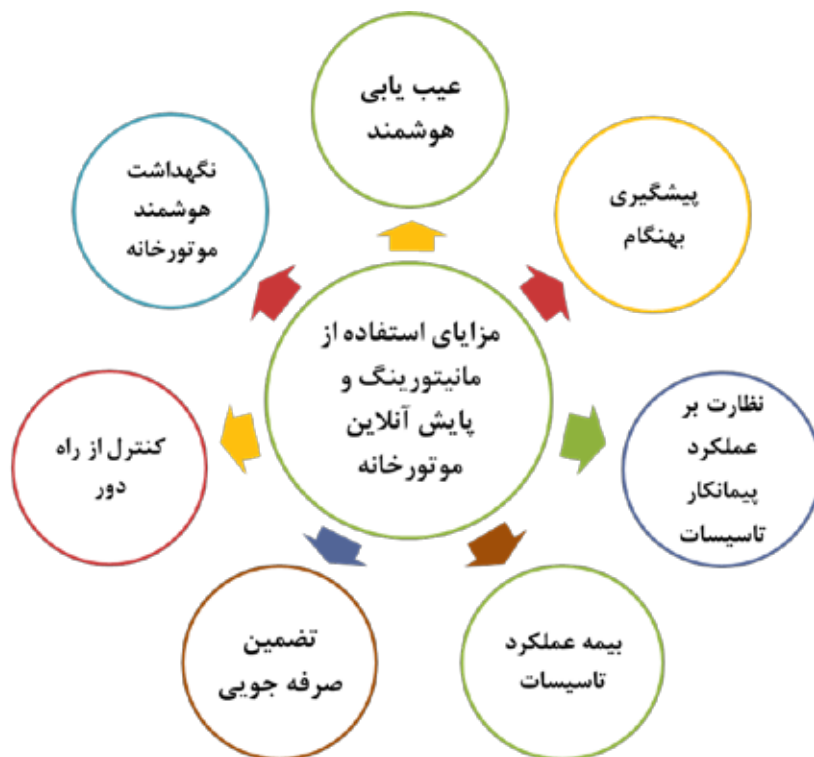 عیب یابی
هوشمند
پیشگیری
بهنگام
نظارت بر
عملکرد
پیمانکار
تاسیسات
بیمه عملکرد
تاسیسات
تضمین
صرفه جویی
کنترل از راه
دور
نگهداشت
هوشمند
موتورخانه
مزایای استفاده از
مانیتورینگ و
پایش آنلاین
موتورخانه